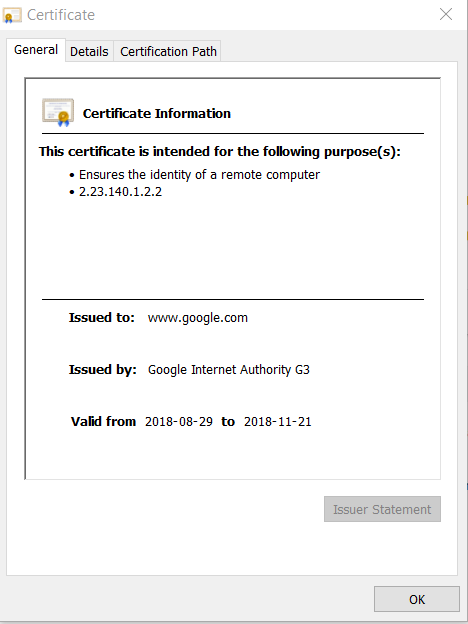 Certificate
General Details Certification Path
Certificate Information
This certificate is intended for the following purpose(s):
• Ensures the identity of a remote computer
• 2.23.140.1.2.2
Issued to: www.google.com
Issued by: Google Internet Authority G3
Valid from 2018-08-29 to 2018-11-21
Issuer Statement
OK